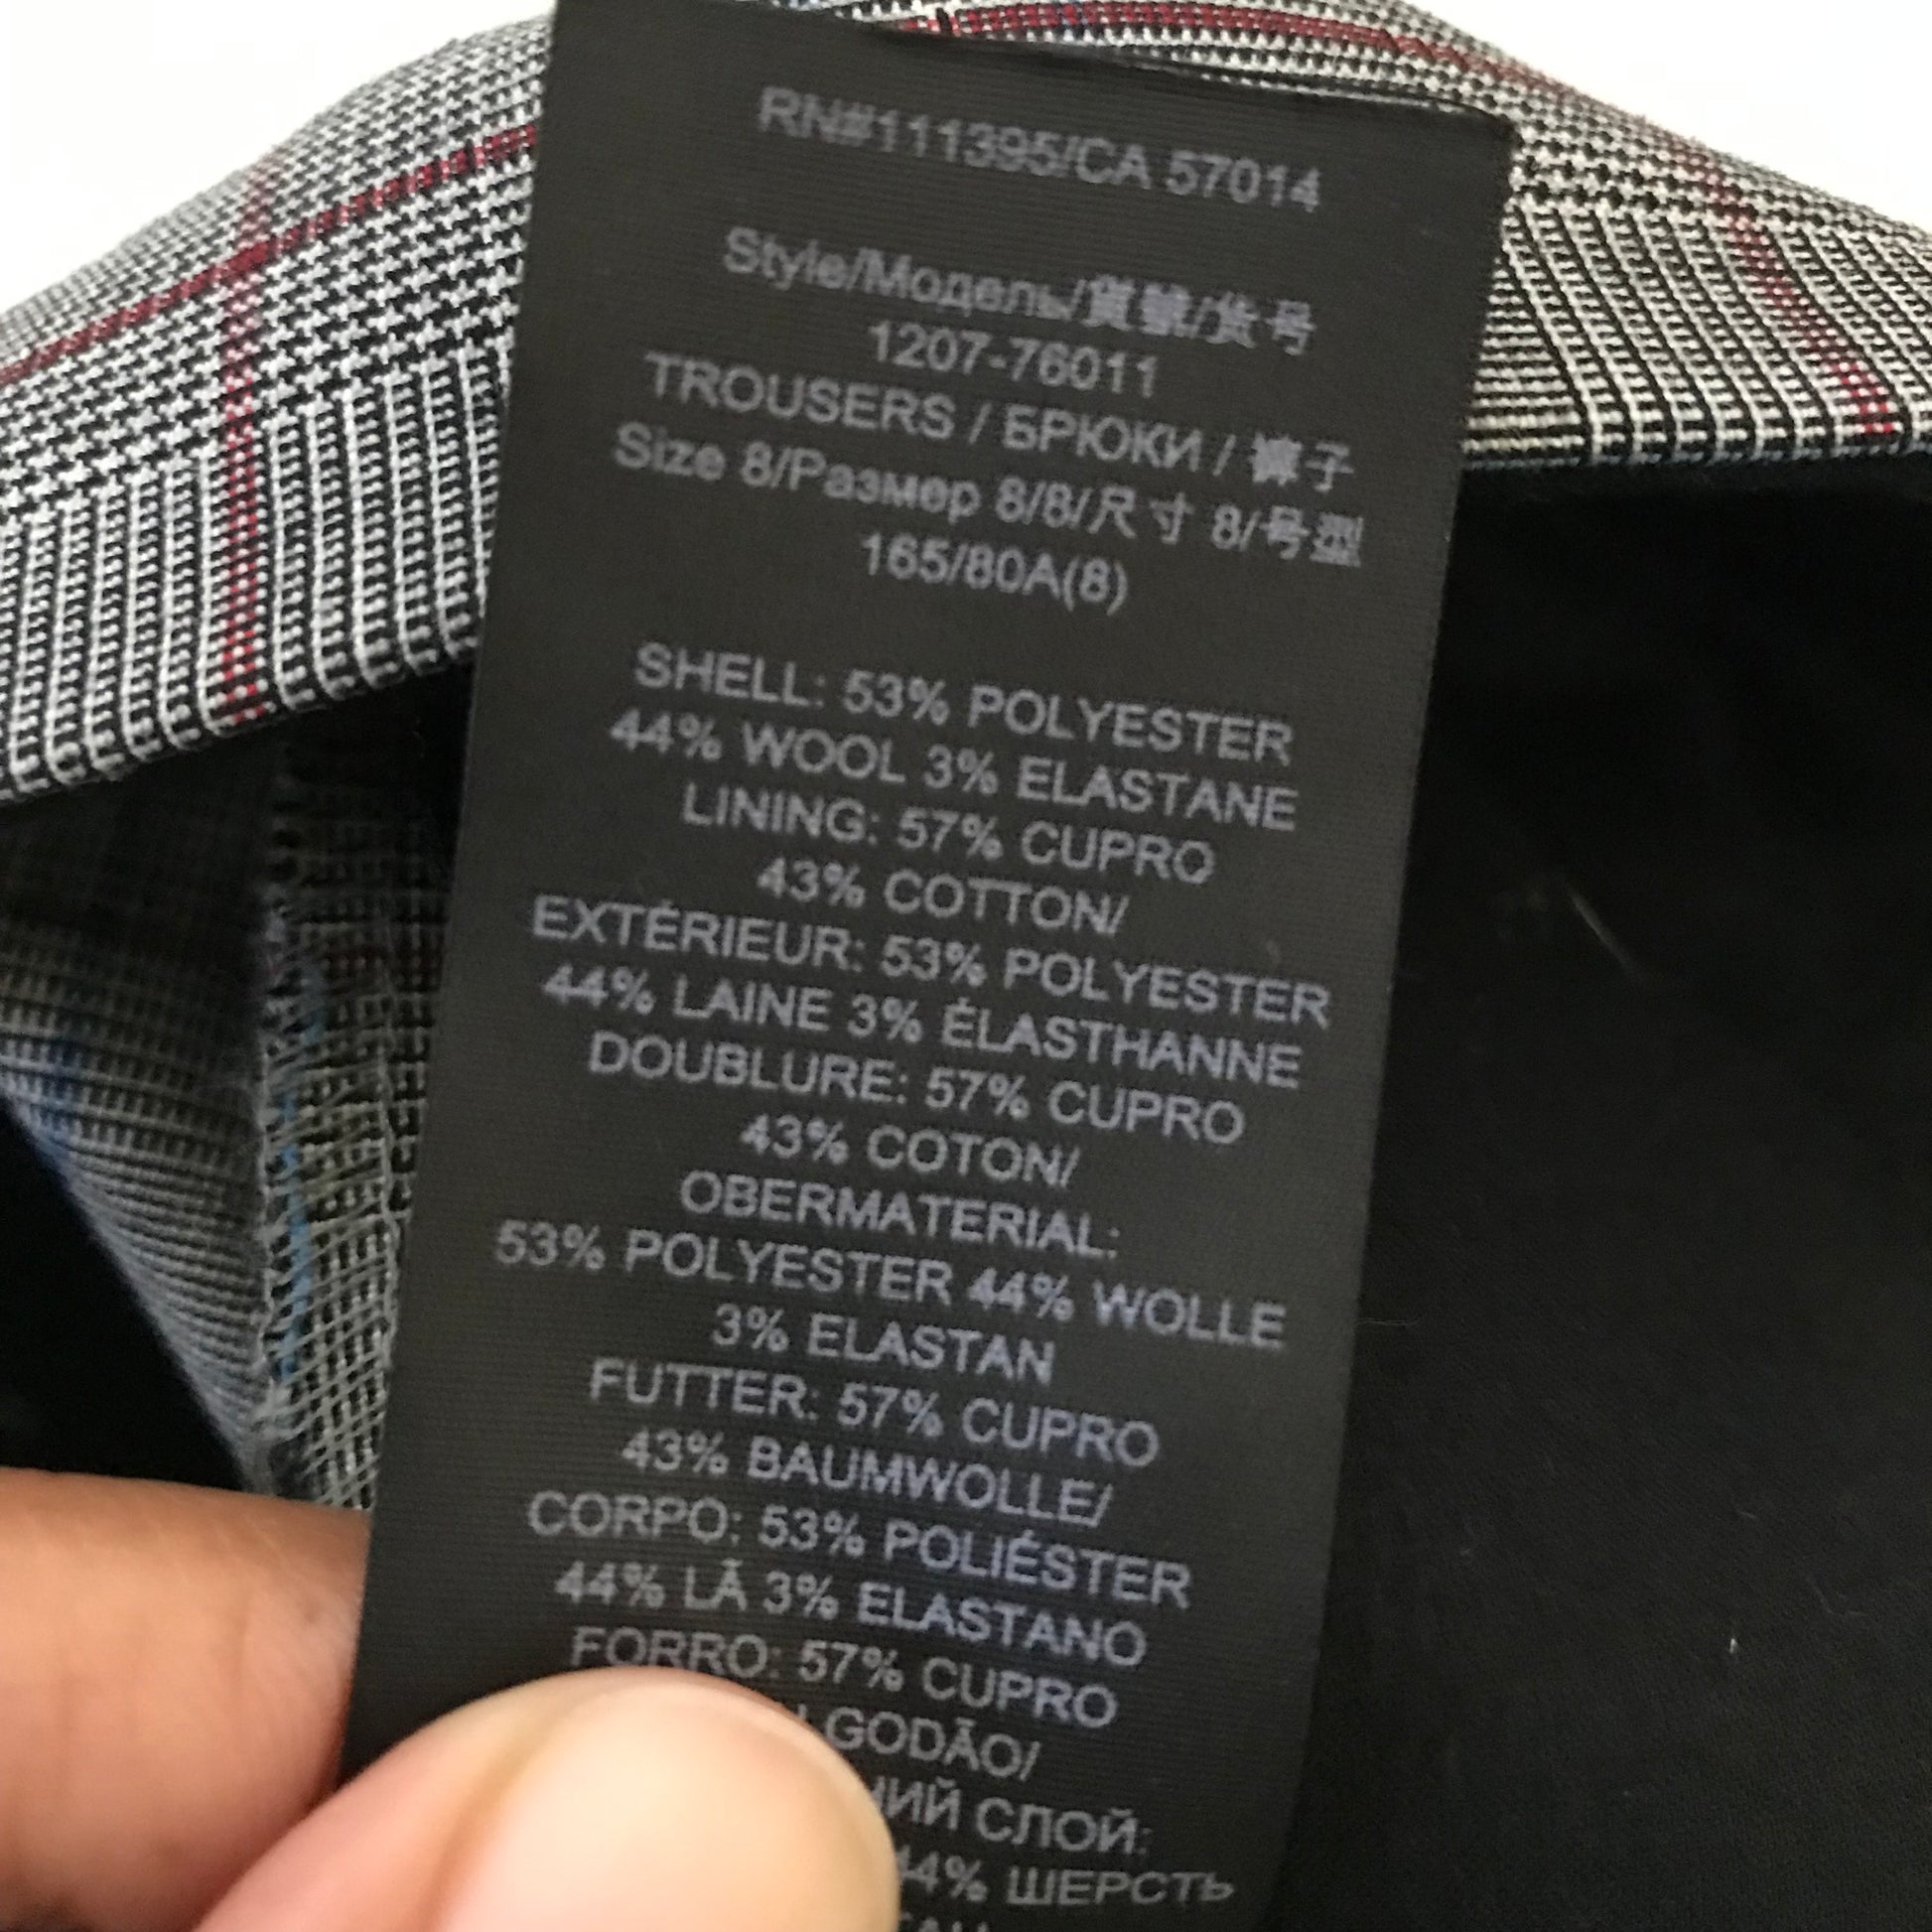 RN#111395/CA 57014
Style/Модель/貨號/货号
1207-76011
TROUSERS / БРЮКИ / 褲子
Size 8/Размер 8/8/尺寸 8/号型
165/80A(8)
SHELL: 53% POLYESTER
44% WOOL 3% ELASTANE
LINING: 57% CUPRO
43% COTTON/
EXTÉRIEUR: 53% POLYESTER
44% LAINE 3% ÉLASTHANNE
DOUBLURE: 57% CUPRO
43% COTON/
OBERMATERIAL:
53% POLYESTER 44% WOLLE
3% ELASTAN
FUTTER: 57% CUPRO
43% BAUMWOLLE/
CORPO: 53% POLIÉSTER
44% LÃ 3% ELASTANO
FORRO: 57% CUPRO
LGODÃO/
СЛОЙ:
44% ШЕРСТЬ